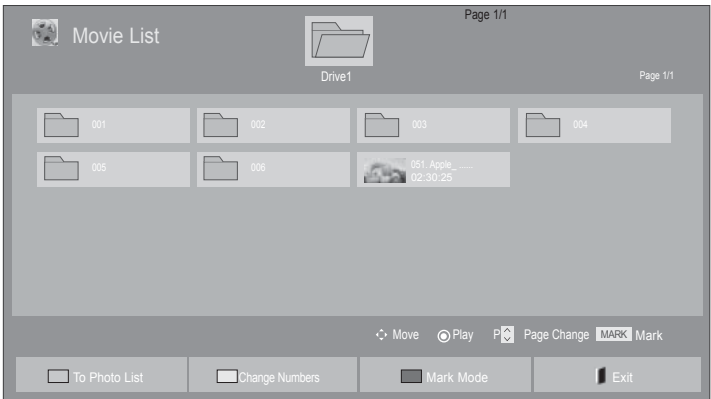 Page 1/1
Movie List
Drive1
Page 1/1
001
002
003
004
005
006
051. Apple_ ......
02:30:25
Move
Play
P
Page Change
MARK
Mark
To Photo List
Change Numbers
Mark Mode
Exit